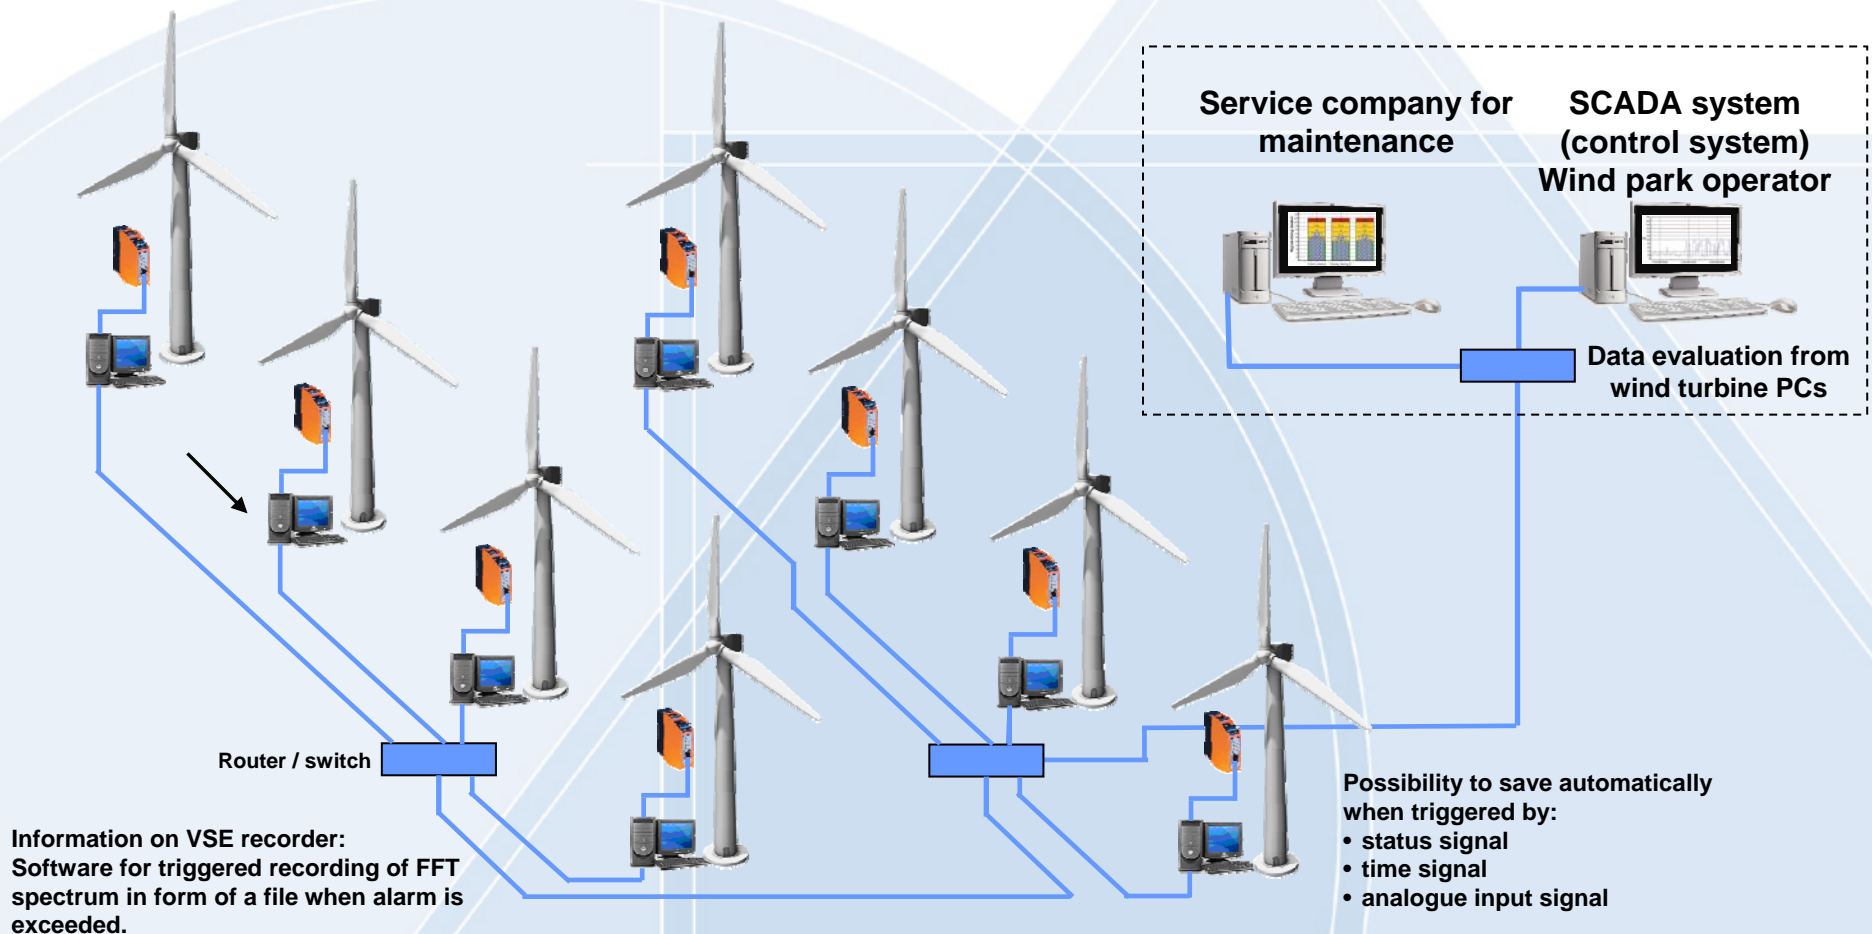 Service company for
maintenance
SCADA system
(control system)
Wind park operator
Data evaluation from
wind turbine PCs
Router / switch
Information on VSE recorder:
Software for triggered recording of FFT
spectrum in form of a file when alarm is
exceeded.
Possibility to save automatically
when triggered by:
• status signal
• time signal
• analogue input signal